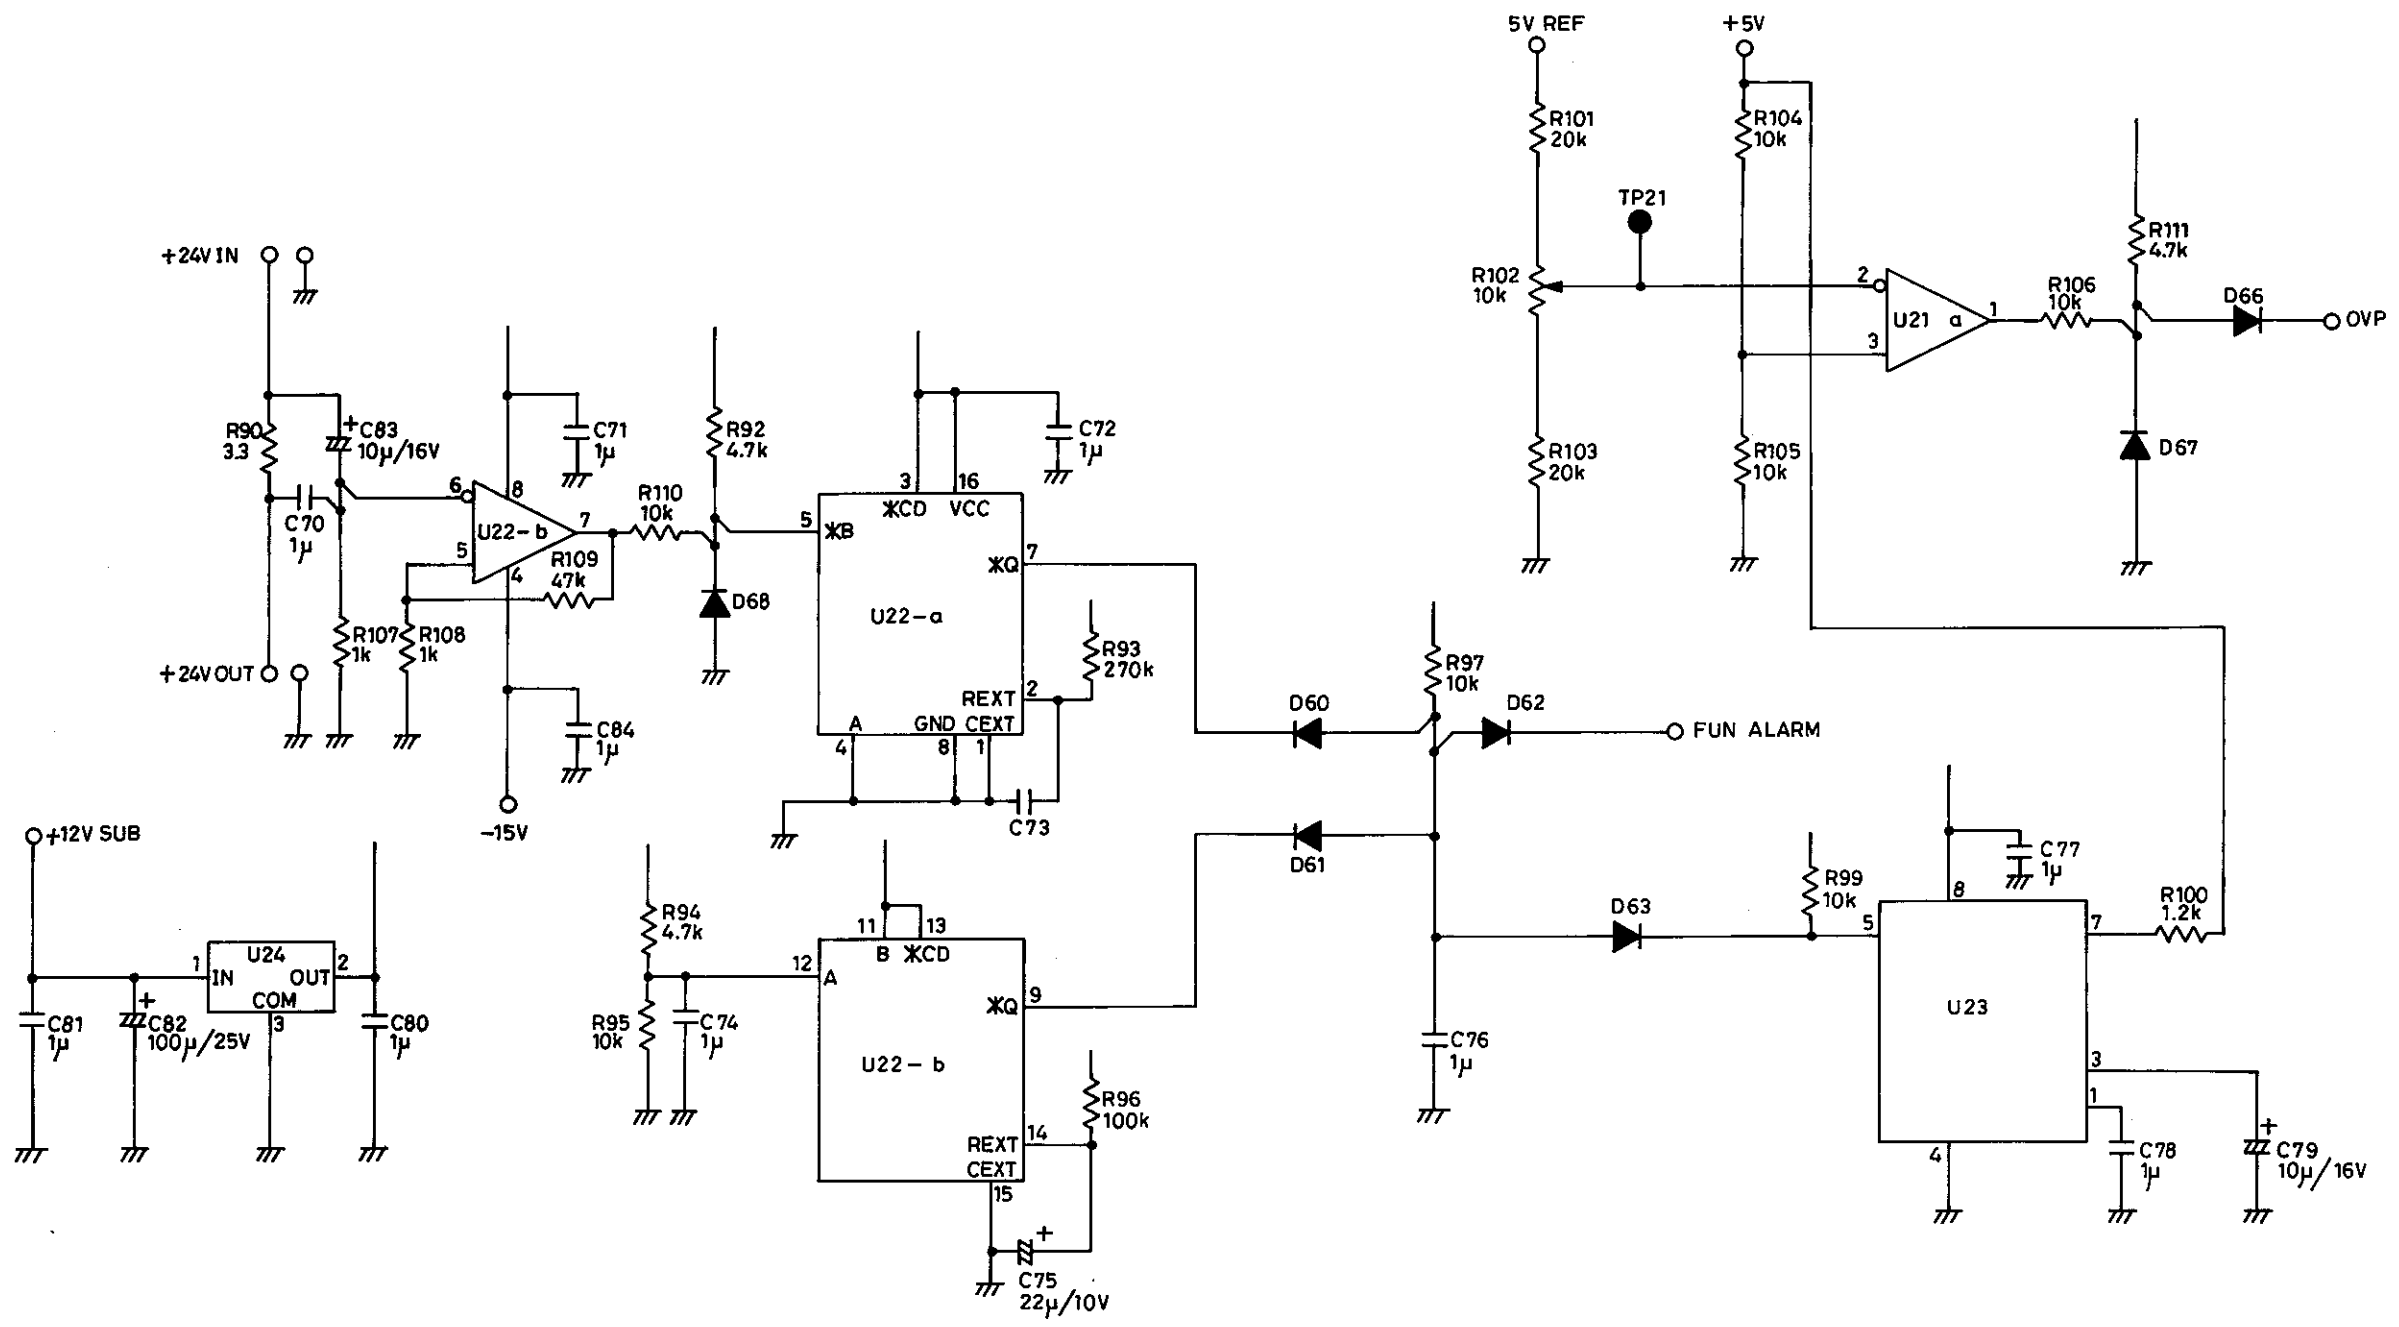 5V REF
+5V
R101
20k
R104
10k
TP21
R111
4.7k
+24V IN
R102
10k
2
U21 a
3
1
R106
10k
D66
OVP
R90
3.3
+
C83
10μ/16V
C71
1μ
R92
4.7k
C72
1μ
R103
20k
R105
10k
D67
C70
1μ
6
8
U22-b
5
4
7
R110
10k
R109
47k
D68
3
16
5
✕CD
VCC
✕B
✕Q
7
U22-a
R93
270k
REXT
2
A
GND
CEXT
4
8
1
C73
R107
1k
R108
1k
+24V OUT
C84
1μ
-15V
R97
10k
D60
D62
FUN ALARM
D61
+12V SUB
U24
1
IN
OUT
2
COM
3
C81
1μ
+
C82
100μ/25V
C80
1μ
R94
4.7k
R95
10k
C74
1μ
11
13
B
✕CD
12
A
✕Q
9
U22-b
R96
100k
REXT
14
CEXT
15
+
C75
22μ/10V
D63
R99
10k
C76
1μ
C77
1μ
8
5
7
R100
1.2k
U23
3
1
4
C78
1μ
+
C79
10μ/16V